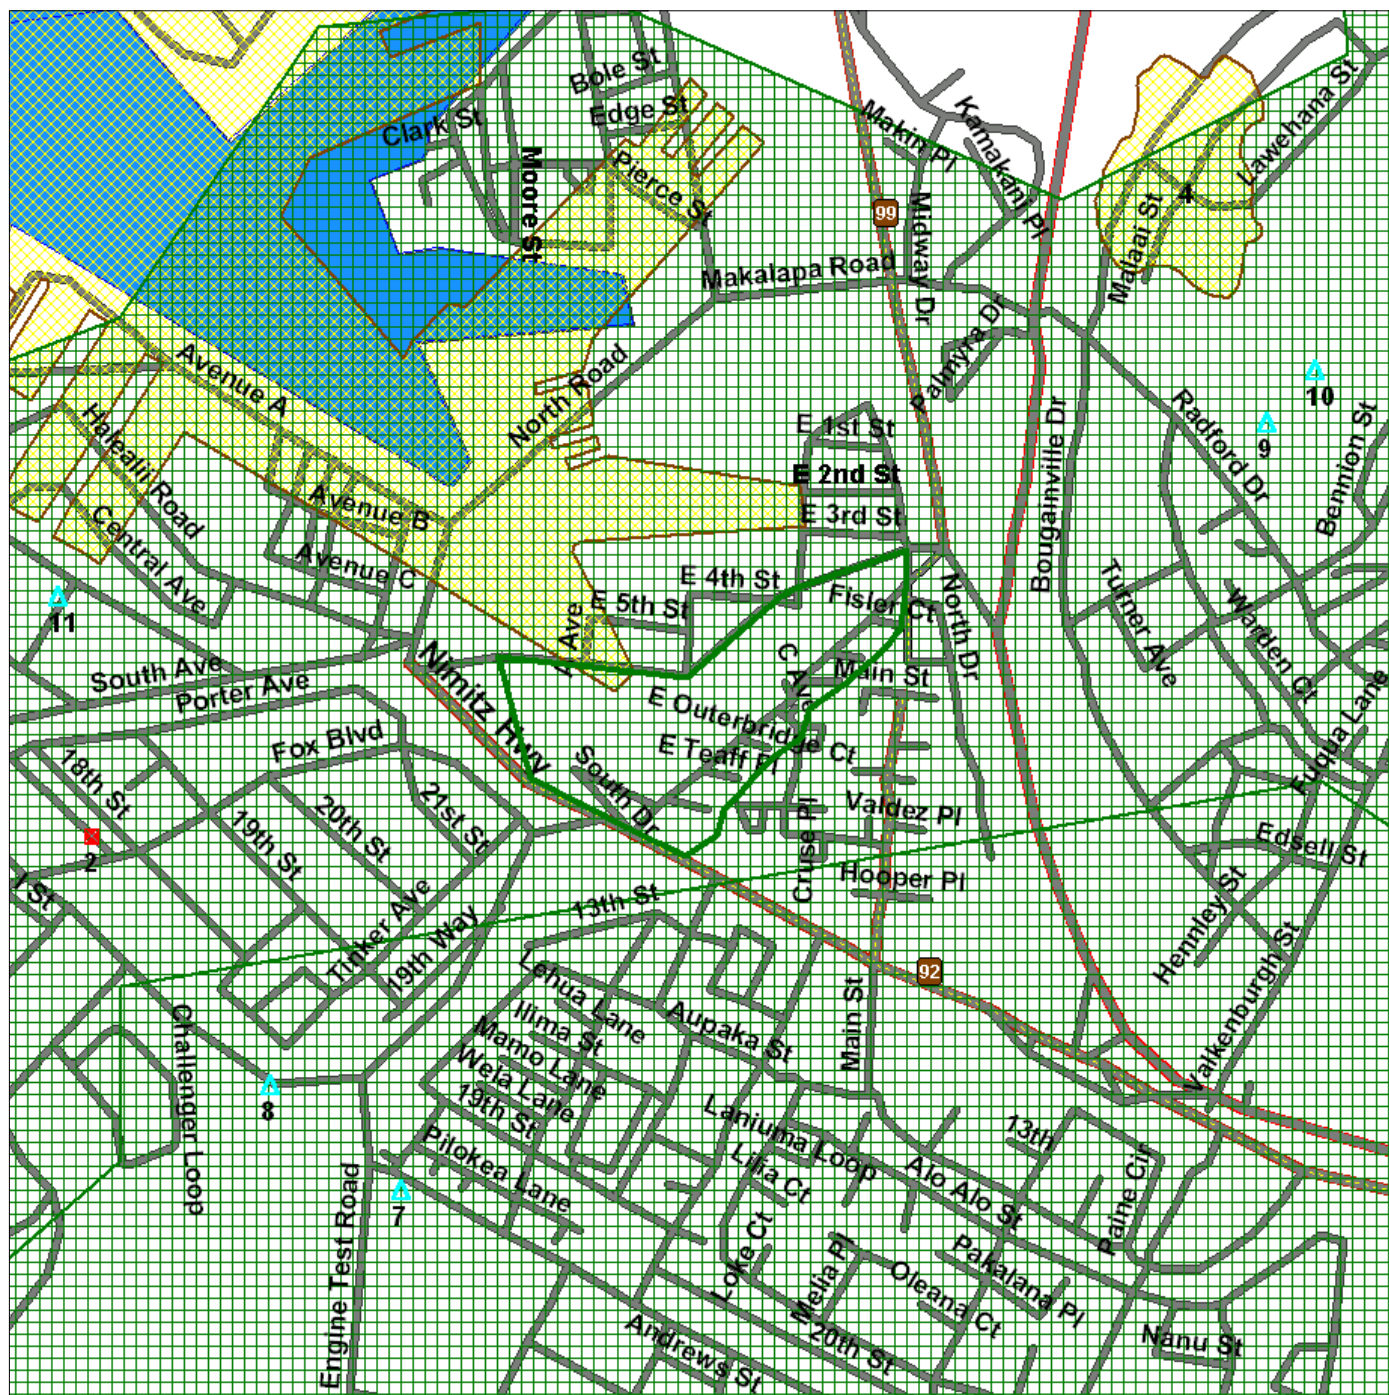 Bole St
Edge St
Clark St
Makin Pl
Kamakani Pl
Lawehana St
Moore St
Pierce St
4
99
Midway Dr
Malaai St
Makalapa Road
Palmyra Dr
Avenue A
North Road
10
9
Radford Dr
Bennion St
Halealii Road
E 1st St
E 2nd St
E 3rd St
Bougainville Dr
Avenue B
Central Ave
Avenue C
E 4th St
E 5th St
Fisler Ct
North Dr
Turner Ave
Warden Ct
11
Ave
C Ave
Main St
South Ave
Porter Ave
Nimitz Hwy
E Outerbridge Ct
E Teaff Pl
Fuqua Lane
Fox Blvd
18th St
South Dr
Valdez Pl
Cruse Pl
21st St
20th St
19th St
Edsell St
2
I St
Hooper Pl
13th St
Hennley St
Tinker Ave
19th Way
92
Valkenburgh St
Challenger Loop
Lehua Lane
Ilima St
Mamo Lane
Wela Lane
19th St
Aupaka St
Main St
8
Pilokea Lane
Laniuma Loop
Lilia Ct
13th
Alo Alo St
Paine Cir
7
Engine Test Road
Loke Ct
Melia Pl
Oleana Ct
Pakalana Pl
Andrews St
20th St
Nanu St